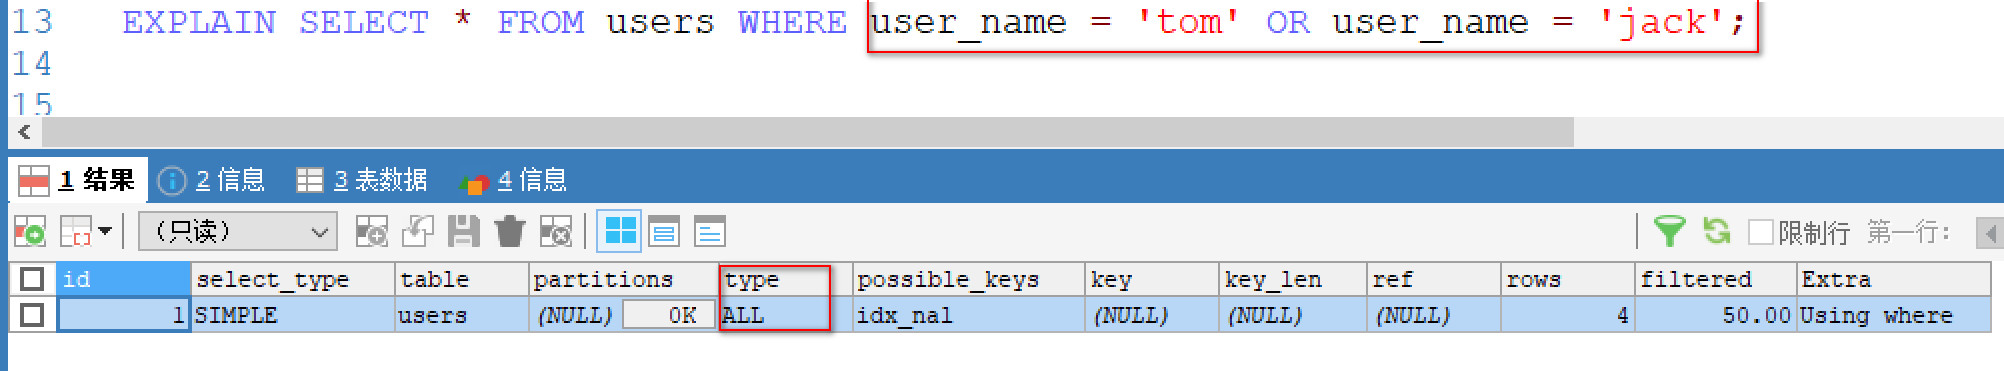 13 EXPLAIN SELECT * FROM users WHERE user_name = 'tom' OR user_name = 'jack';
14
15
1 结果 2 信息 3 表数据 4 信息
（只读） 限制行 第一行:
id select_type table partitions type possible_keys key key_len ref rows filtered Extra
1 SIMPLE users (NULL) 0K ALL idx_nal (NULL) (NULL) (NULL) 4 50.00 Using where